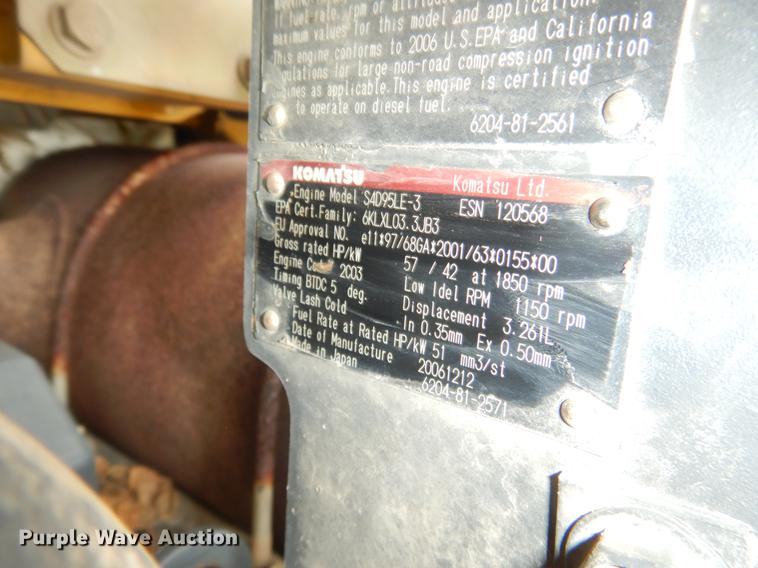 if fuel rate, rpm or altitude
maximum values for this model and application.
This engine conforms to 2006 U.S.EPA and California
gulations for large non-road compression ignition
gines as applicable.This engine is certified
to operate on diesel fuel.
6204-81-2561
KOMATSU Komatsu Ltd.
Engine Model S4D95LE-3 ESN 120568
EPA Cert.Family: 6KLXL03.3JB3
EU Approval NO. e11*97/68GA*2001/63*0155*00
Gross rated HP/kW 57 / 42 at 1850 rpm
Engine 2003 Low Idel RPM 1150 rpm
Timing BTDC 5 deg. Displacement 3.261L
Valve Lash Cold In 0.35mm Ex 0.50mm
Fuel Rate at Rated HP/kW 51 mm3/st
Date of Manufacture 20061212
Made in Japan 6204-81-2571
Purple Wave Auction